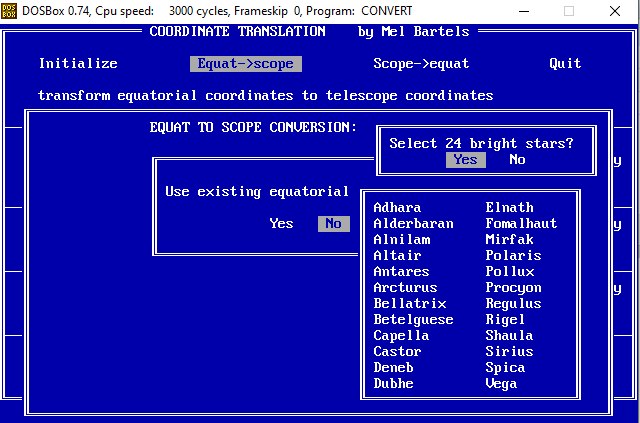 DOSBox 0.74, Cpu speed: 3000 cycles, Frameskip 0, Program: CONVERT
COORDINATE TRANSLATION by Mel Bartels
Initialize Equat->scope Scope->equat Quit
transform equatorial coordinates to telescope coordinates
EQUAT TO SCOPE CONVERSION:
Select 24 bright stars?
Yes No
Use existing equatorial
Yes No
Adhara Elnath
Alderbaran Fomalhaut
Alnilam Mirfak
Altair Polaris
Antares Pollux
Arcturus Procyon
Bellatrix Regulus
Betelguese Rigel
Capella Shaula
Castor Sirius
Deneb Spica
Dubhe Vega